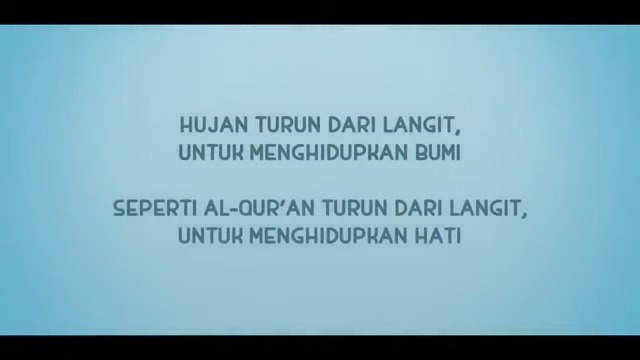 HUJAN TURUN DARI LANGIT,
UNTUK MENGHIDUPKAN BUMI
SEPERTI AL-QUR'AN TURUN DARI LANGIT,
UNTUK MENGHIDUPKAN HATI